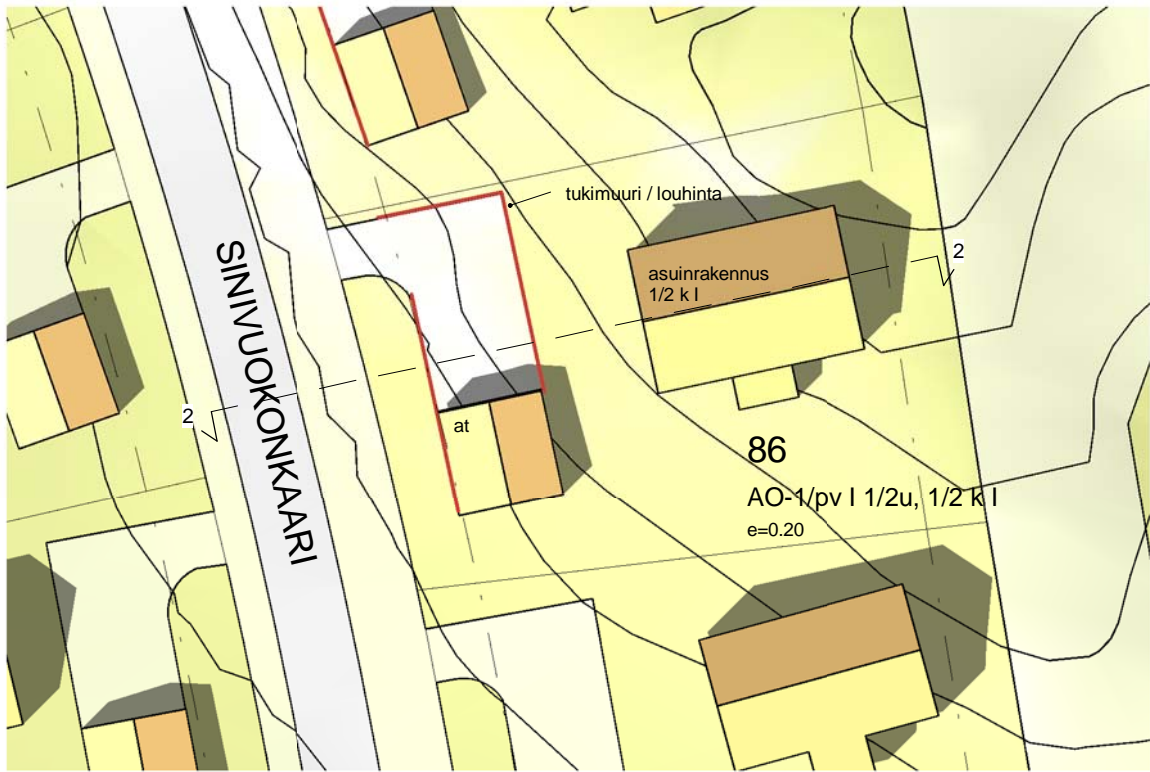 tukimuuri / louhinta
2
asuinrakennus
1/2 k I
SINIVUOKONKAARI
2
at
86
AO-1/pv I 1/2u, 1/2 k I
e=0.20